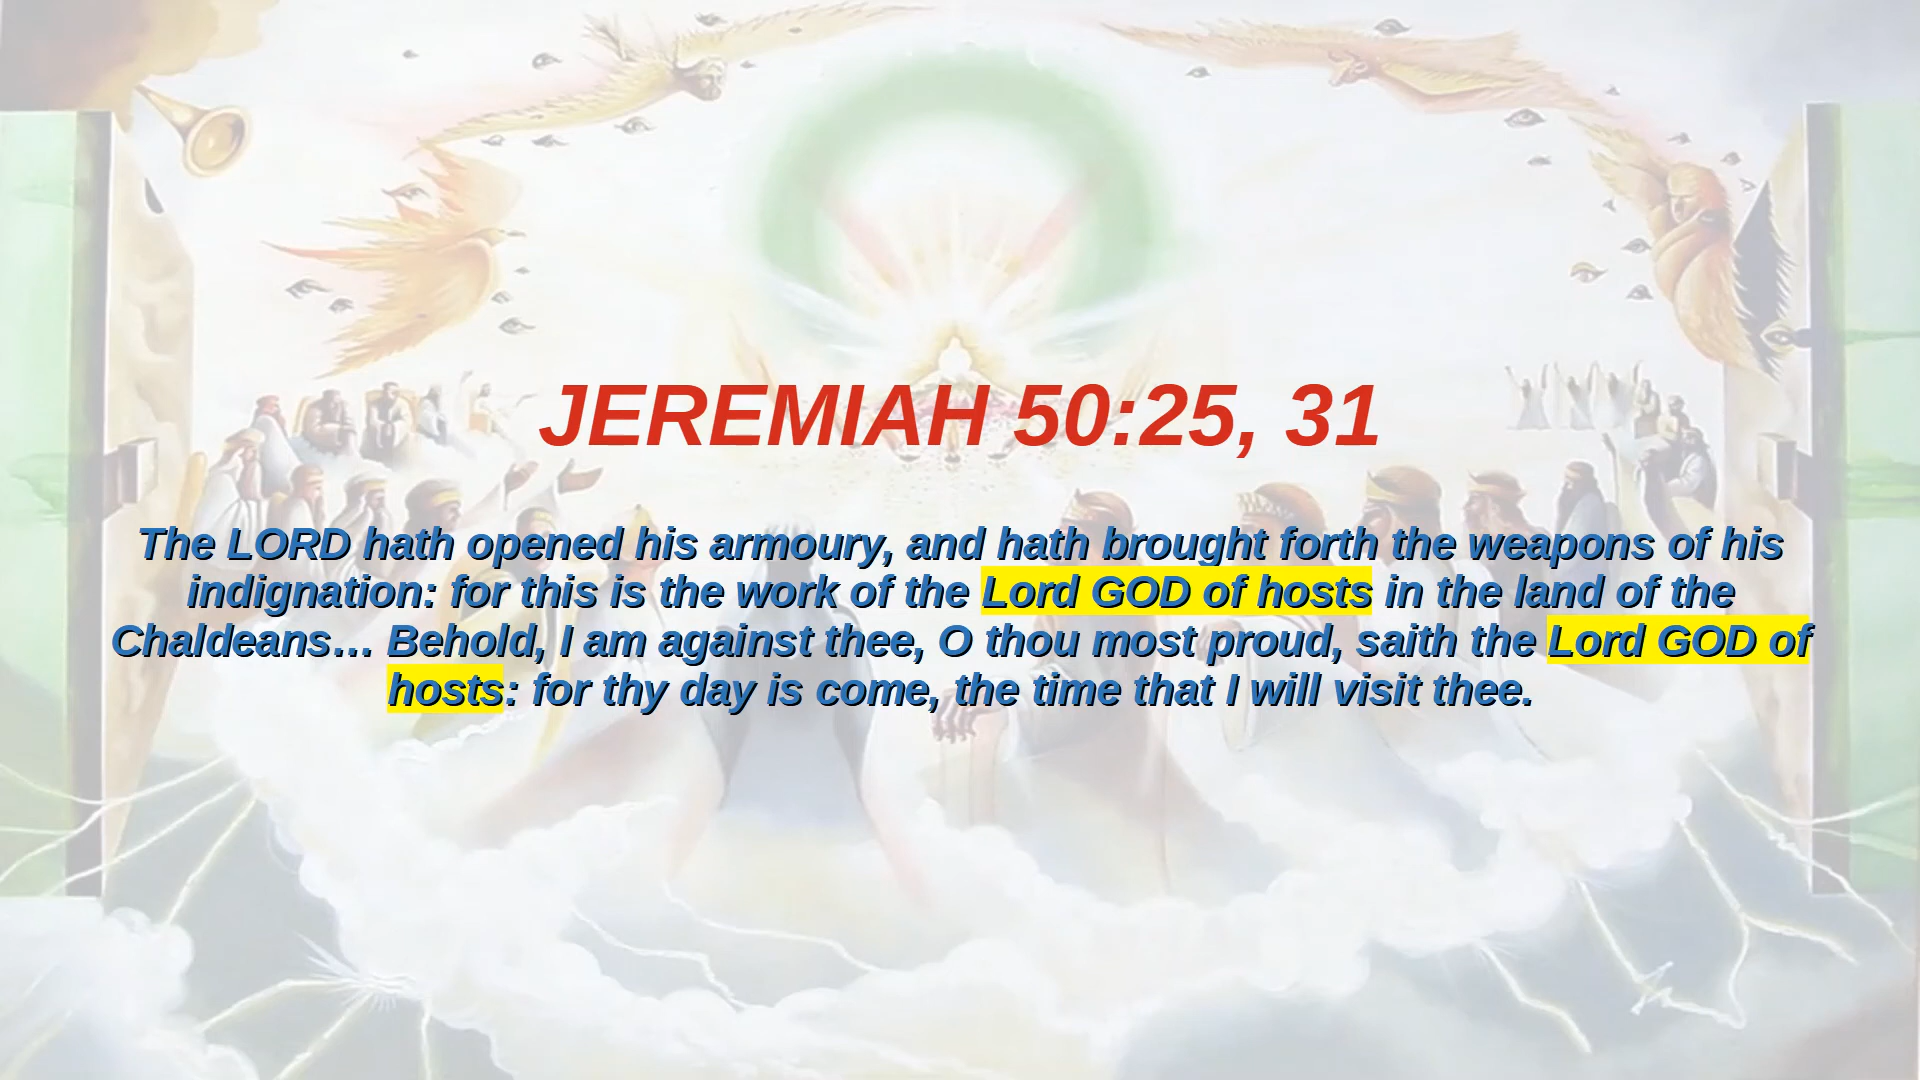 JEREMIAH 50:25, 31
The LORD hath opened his armoury, and hath brought forth the weapons of his
indignation: for this is the work of the Lord GOD of hosts in the land of the
Chaldeans… Behold, I am against thee, O thou most proud, saith the Lord GOD of
hosts: for thy day is come, the time that I will visit thee.